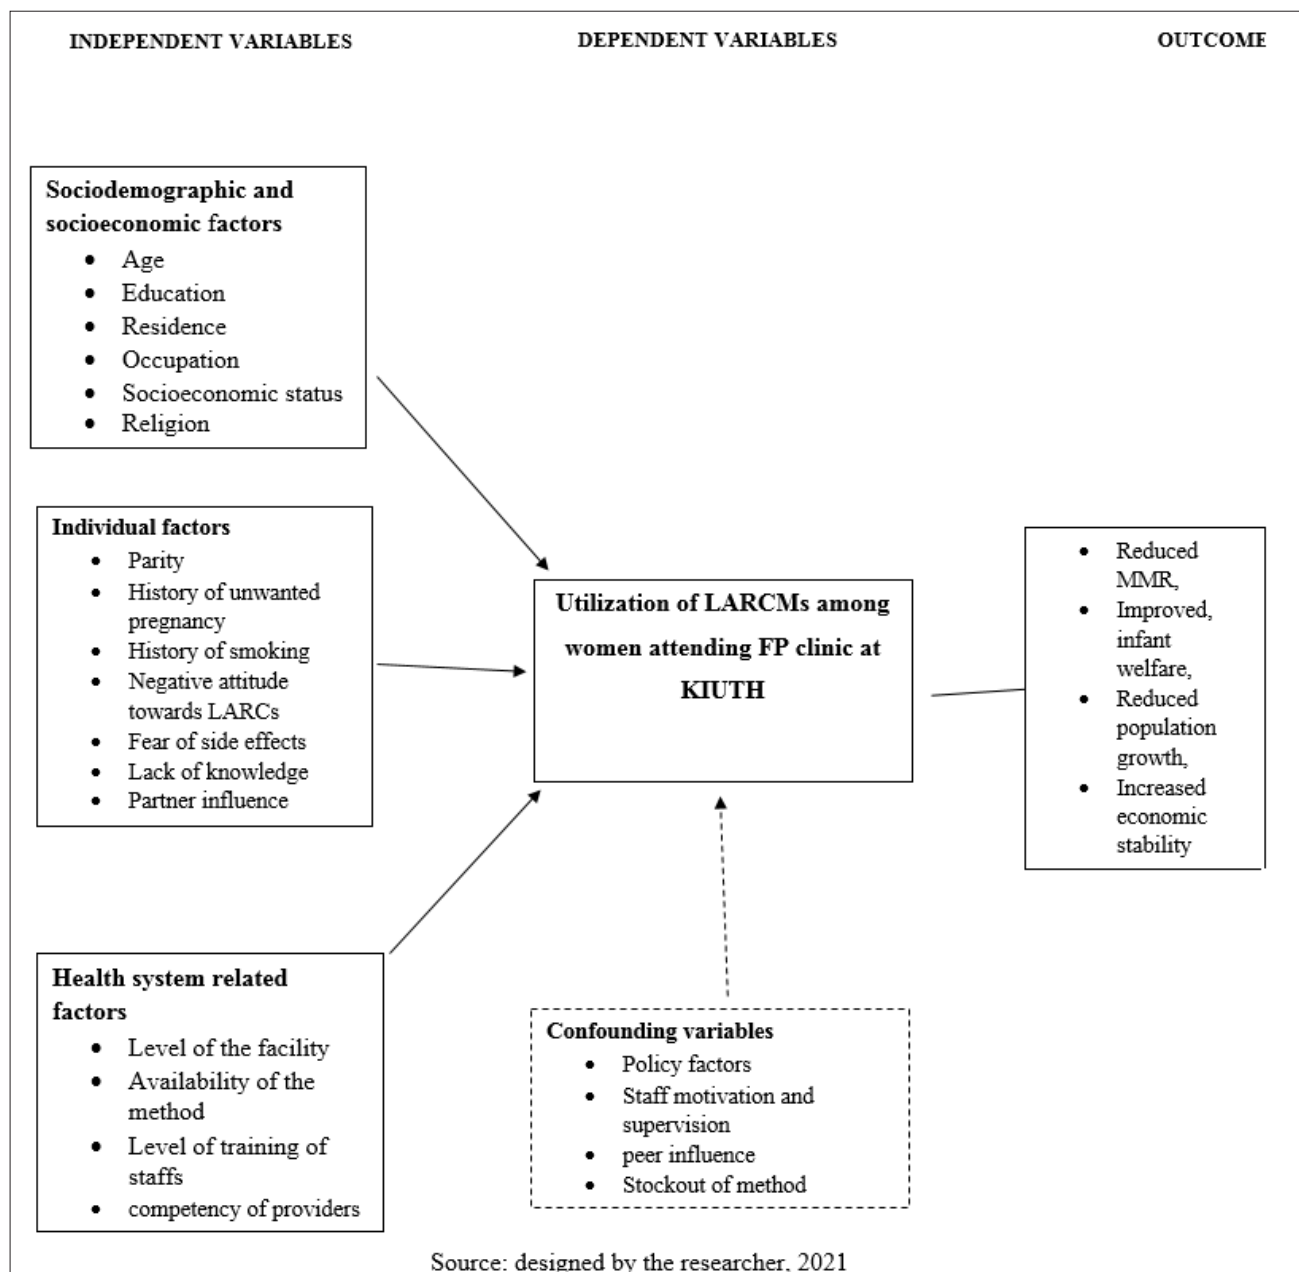 INDEPENDENT VARIABLES
DEPENDENT VARIABLES
OUTCOME
Sociodemographic and
socioeconomic factors
• Age
• Education
• Residence
• Occupation
• Socioeconomic status
• Religion
Individual factors
• Parity
• History of unwanted
pregnancy
• History of smoking
• Negative attitude
towards LARCs
• Fear of side effects
• Lack of knowledge
• Partner influence
Health system related
factors
• Level of the facility
• Availability of the
method
• Level of training of
staffs
• competency of providers
Utilization of LARCMs among
women attending FP clinic at
KIUTH
Confounding variables
• Policy factors
• Staff motivation and
supervision
• peer influence
• Stockout of method
• Reduced
MMR,
• Improved,
infant
welfare,
• Reduced
population
growth,
• Increased
economic
stability
Source: designed by the researcher, 2021